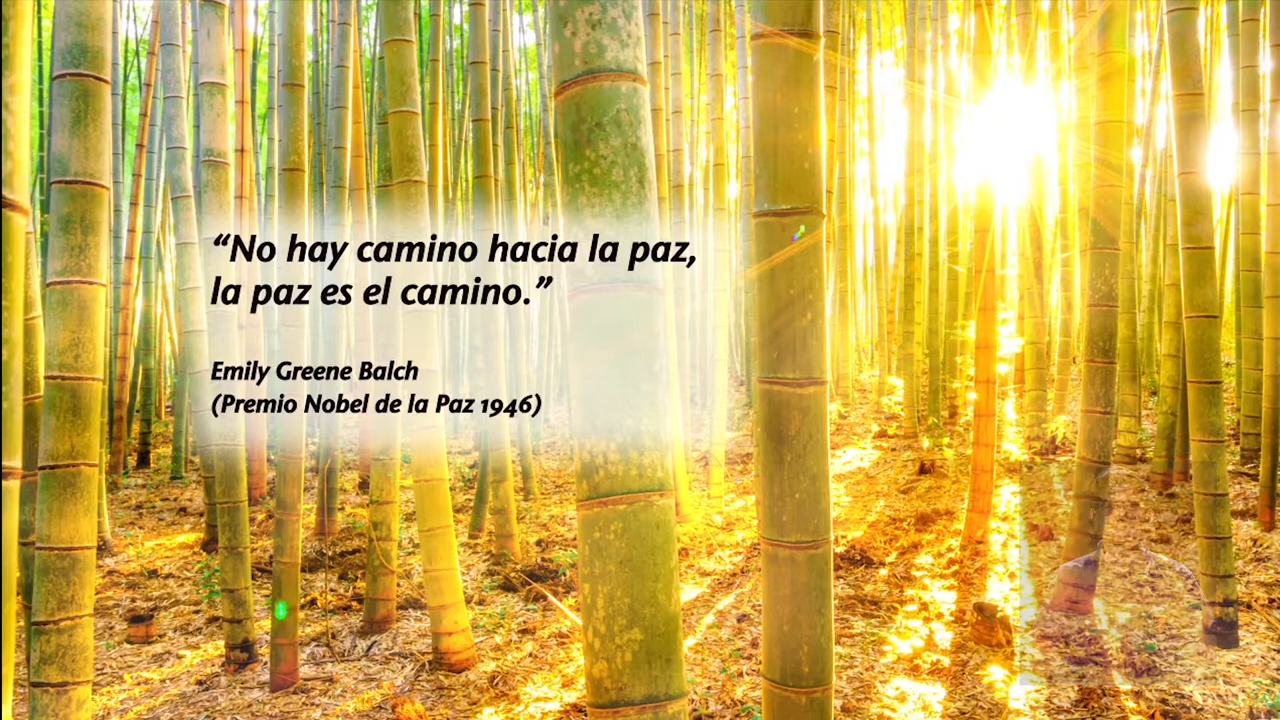 “No hay camino hacia la paz,
la paz es el camino.”
Emily Greene Balch
(Premio Nobel de la Paz 1946)